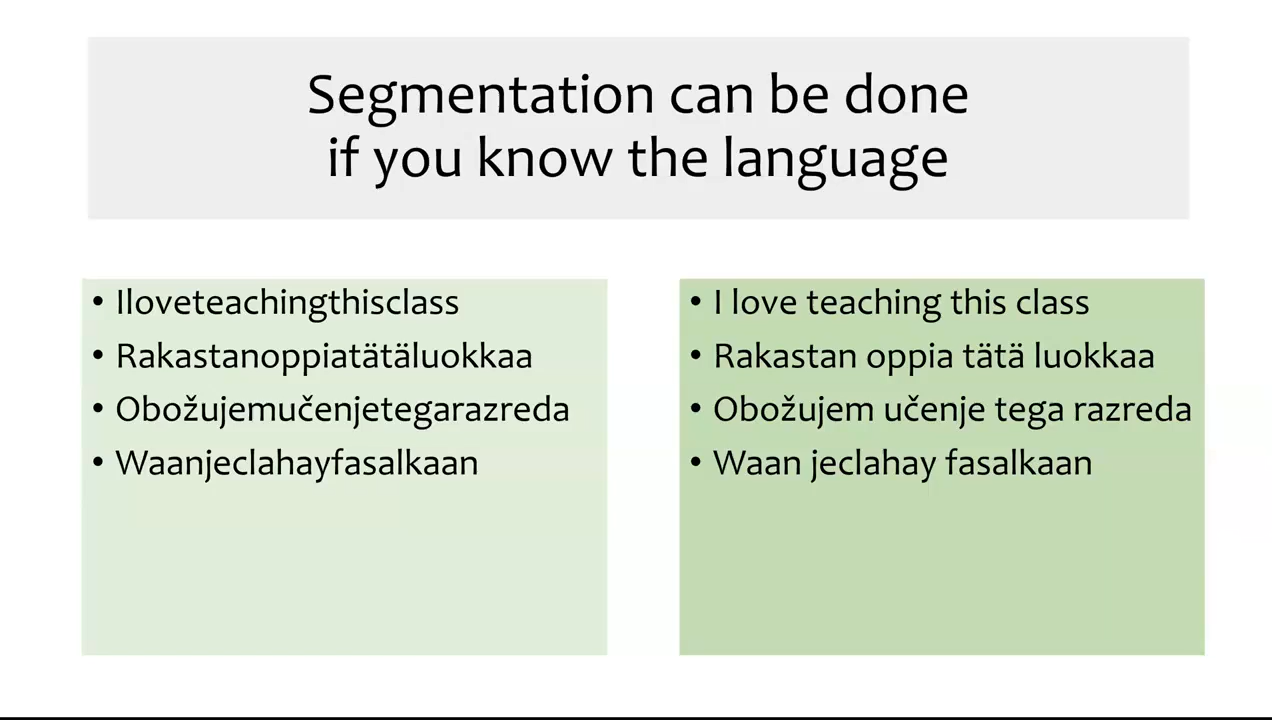 Segmentation can be done
if you know the language
• Iloveteachingthisclass
• Rakastanoppiatätäluokkaa
• Obožujemučenjetegarazreda
• Waanjeclahayfasalkaan
• I love teaching this class
• Rakastan oppia tätä luokkaa
• Obožujem učenje tega razreda
• Waan jeclahay fasalkaan